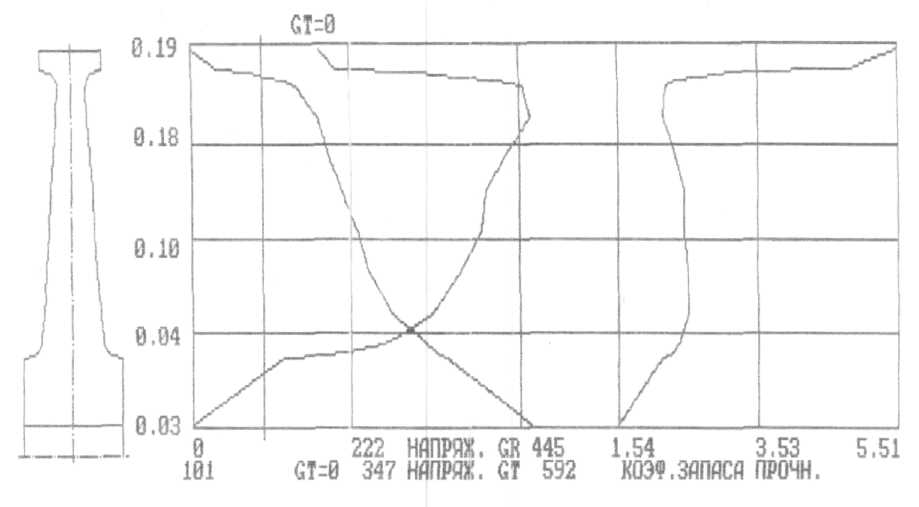 GT=0
0.19
0.18
0.10
0.04
0.03
0 222 НАПРЯЖ. GR 445 1.54 3.53 5.51
101 GT=0 347 НАПРЯЖ. GT 592 КОЭФ.ЗАПАСА ПРОЧН.